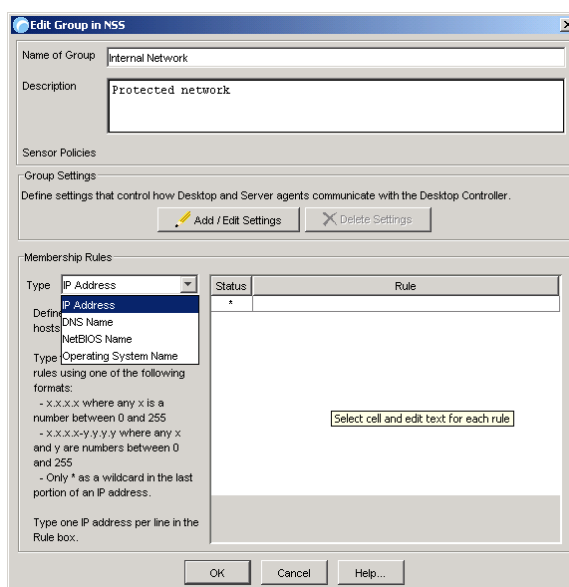 Edit Group in NSS
Name of Group
Internal Network
Description
Protected network
Sensor Policies
Group Settings
Define settings that control how Desktop and Server agents communicate with the Desktop Controller.
Add / Edit Settings
Delete Settings
Membership Rules
Type
IP Address
IP Address
DNS Name
NetBIOS Name
Operating System Name
Define
hosts
Type
rules using one of the following
formats:
- x.x.x.x where any x is a
number between 0 and 255
- x.x.x.x-y.y.y.y where any x
and y are numbers between 0
and 255
- Only * as a wildcard in the last
portion of an IP address.
Type one IP address per line in the
Rule box.
Status
Rule
*
Select cell and edit text for each rule
OK
Cancel
Help...